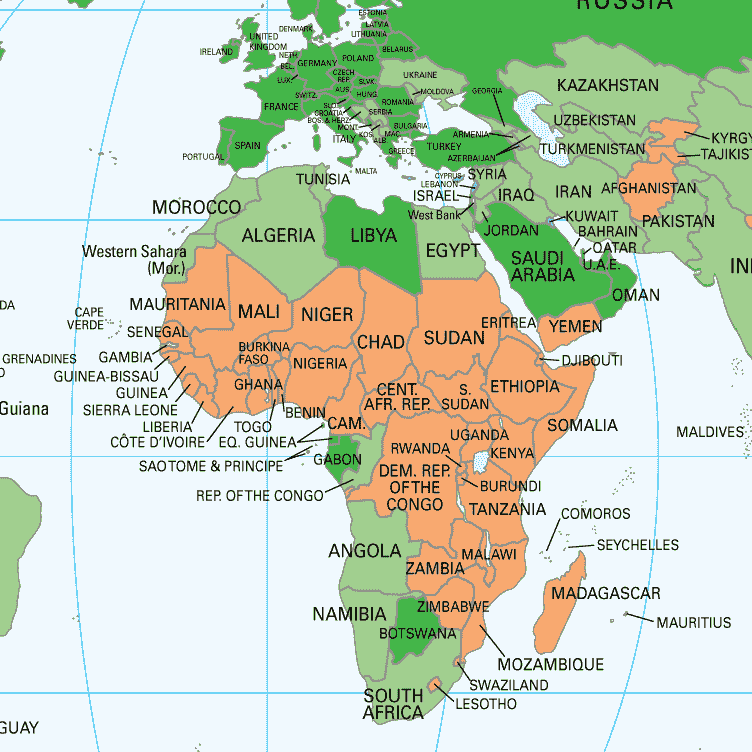 RUSSIA
ESTONIA
LATVIA
LITHUANIA
DENMARK
UNITED
KINGDOM
IRELAND
NETH
BEL.
GERMANY
POLAND
BELARUS
LUX.
CZECH
REP.
SLVK.
UKRAINE
KAZAKHSTAN
FRANCE
SWITZ.
AUS.
HUNG.
MOLDOVA
GEORGIA
ROMANIA
SLO.
CROATIA
BOS. & HERZ.
SERBIA
UZBEKISTAN
MONT.
KOS.
BULGARIA
KYRGY
SPAIN
ITALY
MAC.
ALB.
ARMENIA
TURKEY
TURKMENISTAN
TAJIKIST
PORTUGAL
GREECE
AZERBAIJAN
MALTA
CYPRUS
SYRIA
LEBANON
TUNISIA
ISRAEL
IRAQ
IRAN
AFGHANISTAN
MOROCCO
West Bank
KUWAIT
PAKISTAN
ALGERIA
LIBYA
EGYPT
JORDAN
BAHRAIN
QATAR
Western Sahara
(Mor.)
SAUDI
ARABIA
U.A.E.
IND
OMAN
DA
CAPE
VERDE
MAURITANIA
MALI
NIGER
CHAD
SUDAN
ERITREA
YEMEN
SENEGAL
GRENADINES
O
GAMBIA
BURKINA
FASO
NIGERIA
DJIBOUTI
GUINEA-BISSAU
GUINEA
GHANA
CENT.
AFR. REP.
S.
SUDAN
ETHIOPIA
Guiana
SIERRA LEONE
LIBERIA
BENIN
TOGO
CAM.
SOMALIA
CÔTE D'IVOIRE
EQ. GUINEA
UGANDA
KENYA
MALDIVES
SAO TOME & PRINCIPE
GABON
RWANDA
DEM. REP.
OF THE
CONGO
BURUNDI
REP. OF THE CONGO
TANZANIA
COMOROS
SEYCHELLES
ANGOLA
MALAWI
ZAMBIA
MADAGASCAR
NAMIBIA
ZIMBABWE
MAURITIUS
BOTSWANA
MOZAMBIQUE
SWAZILAND
SOUTH
AFRICA
LESOTHO
GUAY